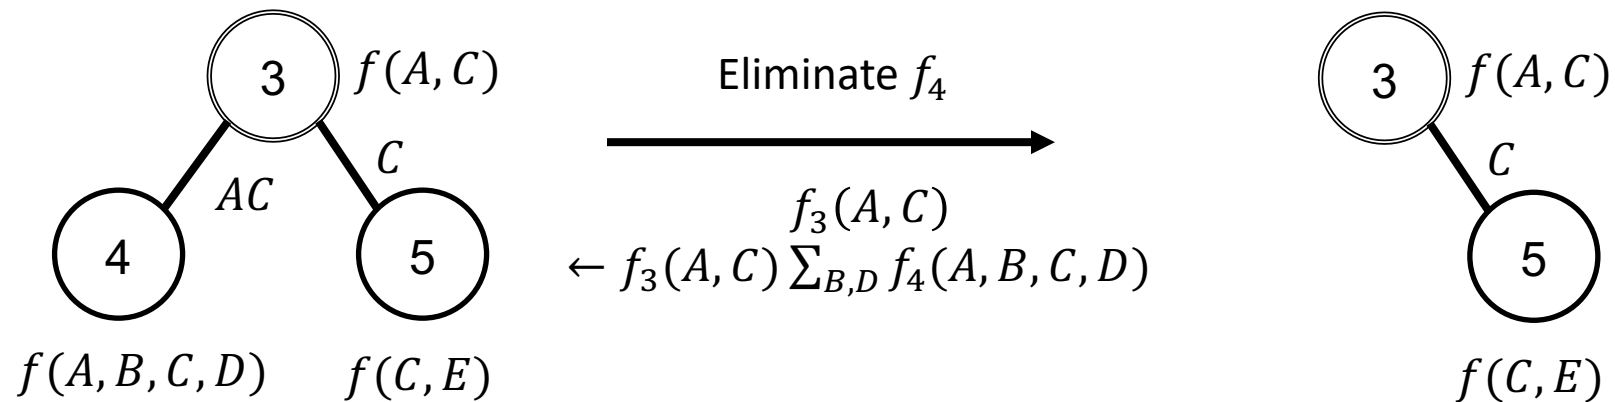 3
f(A, C)
AC
C
4
5
f(A, B, C, D)
f(C, E)
Eliminate f₄
f₃(A, C)
← f₃(A, C) ∑_{B,D} f₄(A, B, C, D)
3
f(A, C)
C
5
f(C, E)